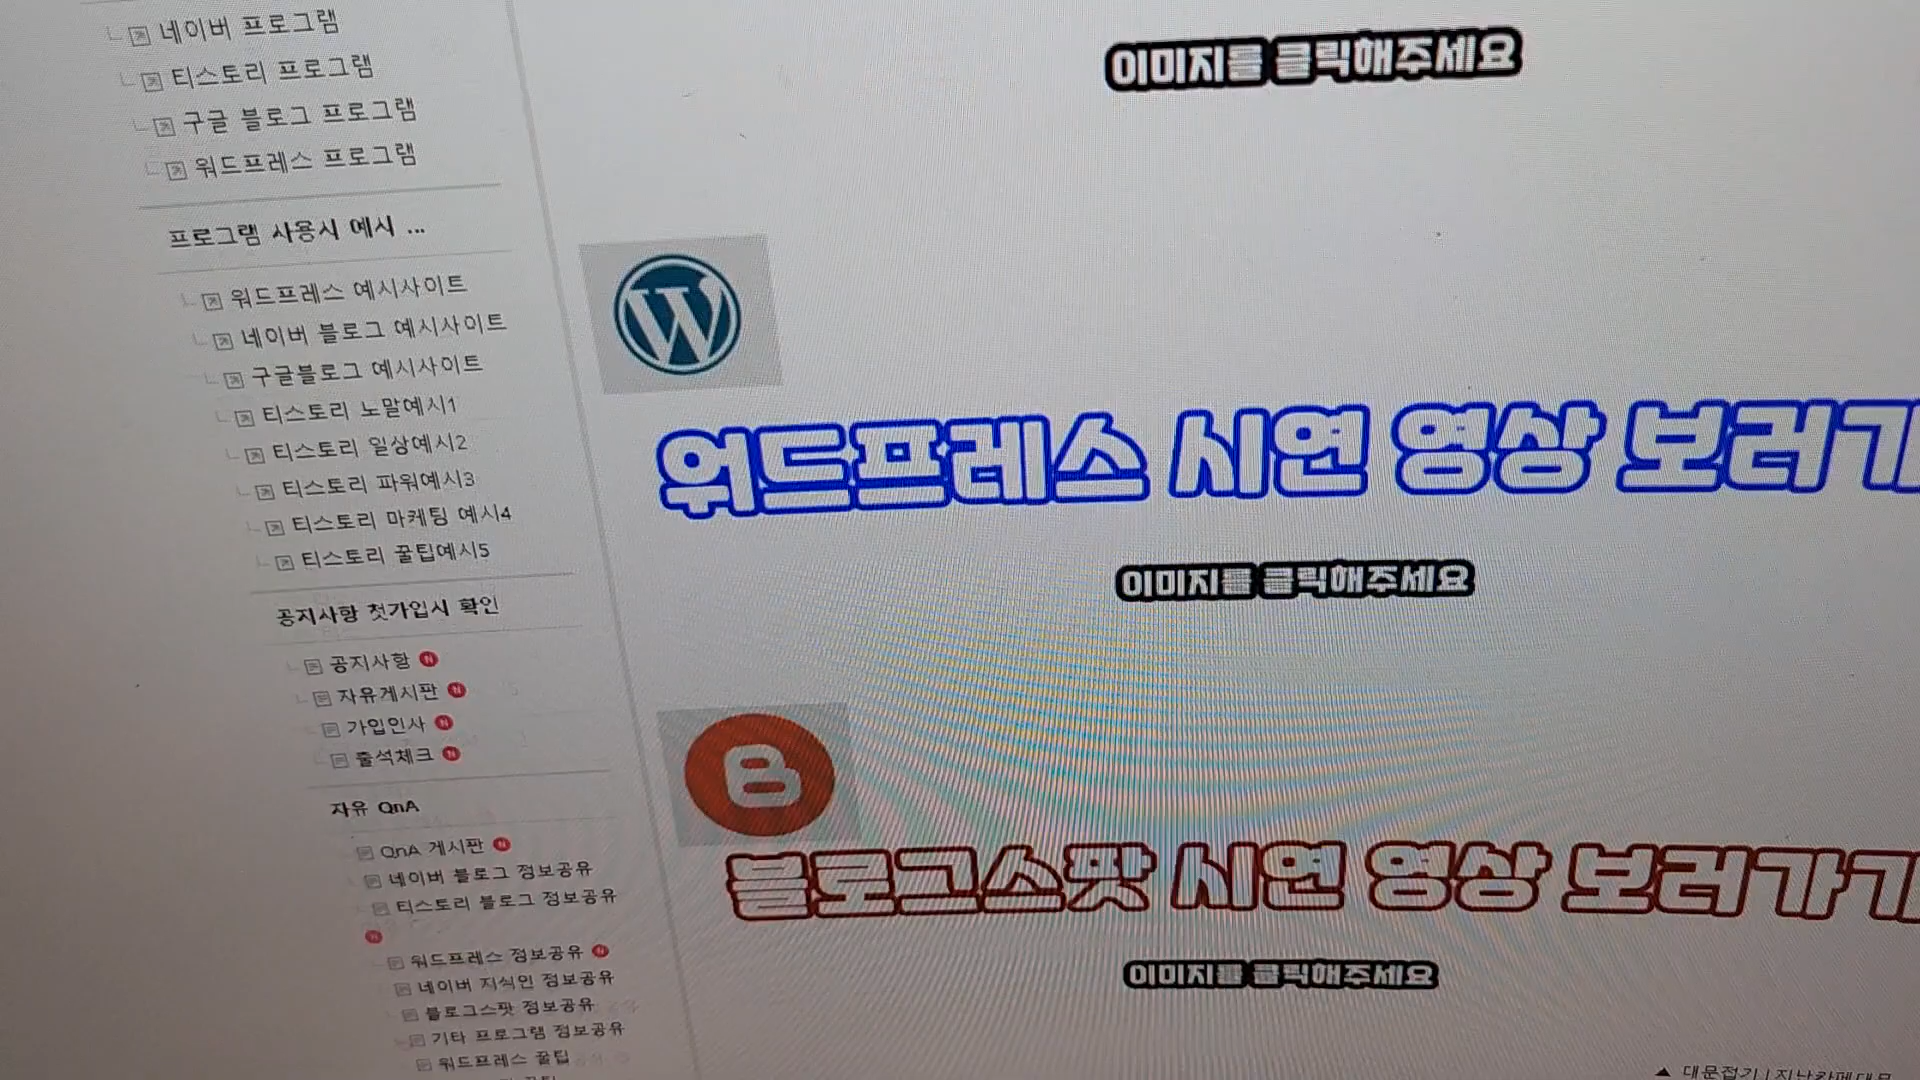 네이버 프로그램
티스토리 프로그램
구글 블로그 프로그램
워드프레스 프로그램
프로그램 사용시 예시 ...
워드프레스 예시사이트
네이버 블로그 예시사이트
구글블로그 예시사이트
티스토리 노말예시1
티스토리 일상예시2
티스토리 파워예시3
티스토리 마케팅 예시4
티스토리 꿀팁예시5
공지사항 첫가입시 확인
공지사항 N
자유게시판 N
가입인사 N
출석체크 N
자유 QnA
QnA 게시판 N
네이버 블로그 정보공유
티스토리 블로그 정보공유
N
워드프레스 정보공유 N
네이버 지식인 정보공유
블로그스팟 정보공유
기타 프로그램 정보공유
워드프레스 꿀팁
이미지를 클릭해주세요
W
워드프레스 시연 영상 보러가
이미지를 클릭해주세요
B
블로그스팟 시연 영상 보러가기
이미지를 클릭해주세요
▲ 대문접기 | 지난카페대문